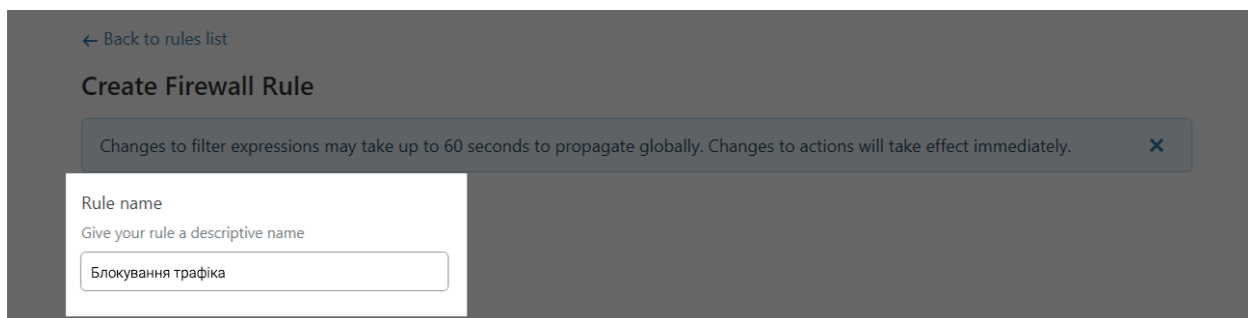 ← Back to rules list
Create Firewall Rule
Changes to filter expressions may take up to 60 seconds to propagate globally. Changes to actions will take effect immediately. ×
Rule name
Give your rule a descriptive name
Блокування трафіка